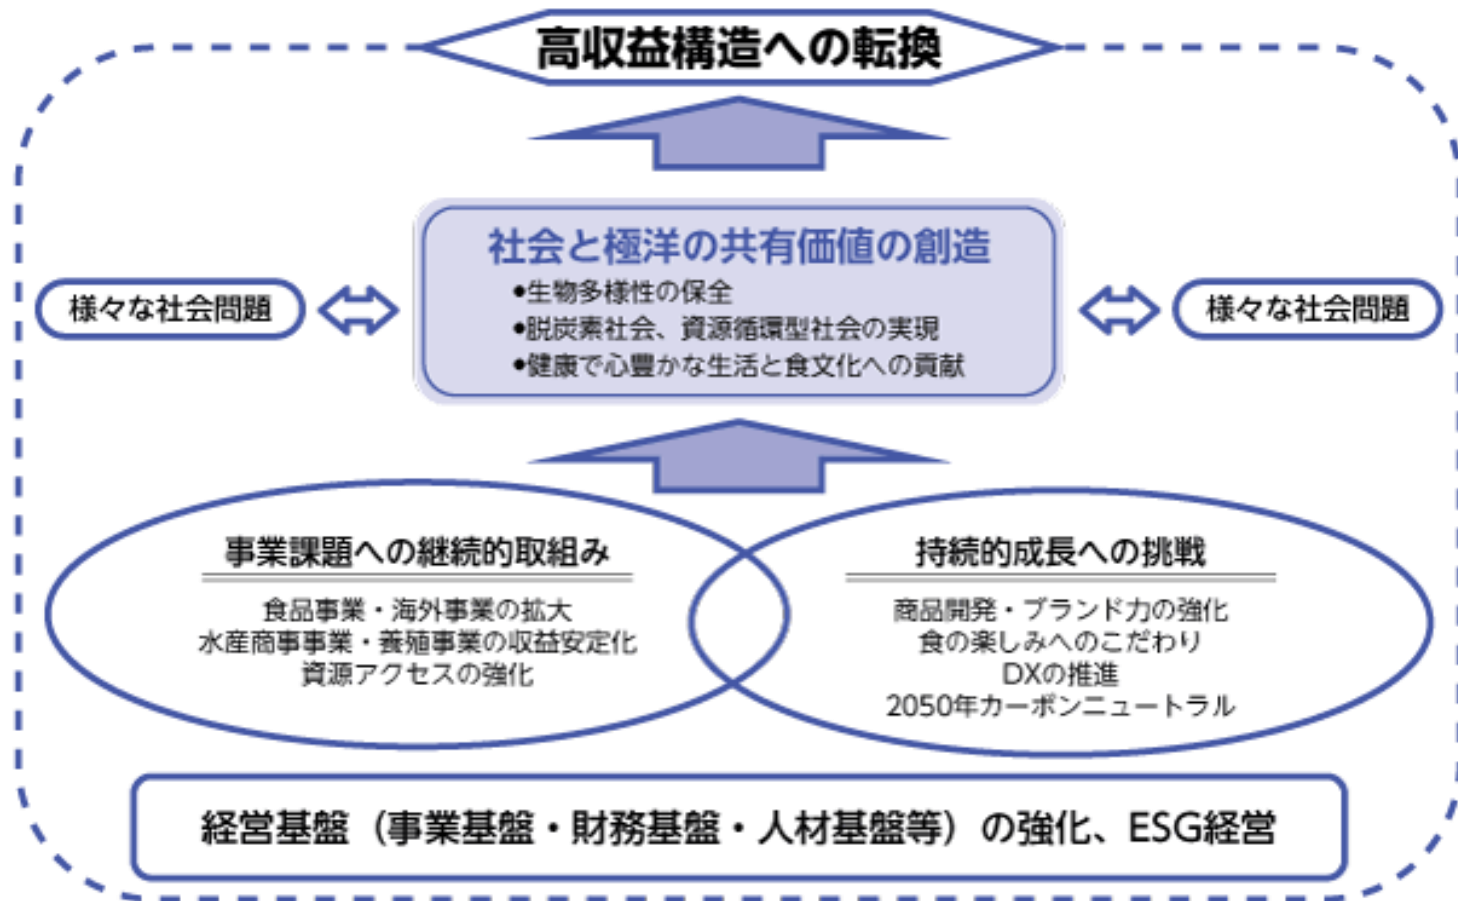 高収益構造への転換
社会と極洋の共有価値の創造
●生物多様性の保全
様々な社会問題
様々な社会問題
●脱炭素社会、資源循環型社会の実現
●健康で心豊かな生活と食文化への貢献
事業課題への継続的取組み
食品事業・海外事業の拡大
水産商事事業・養殖事業の収益安定化
資源アクセスの強化
持続的成長への挑戦
商品開発・ブランド力の強化
食の楽しみへのこだわり
DXの推進
2050年カーボンニュートラル
経営基盤（事業基盤・財務基盤・人材基盤等）の強化、ESG経営